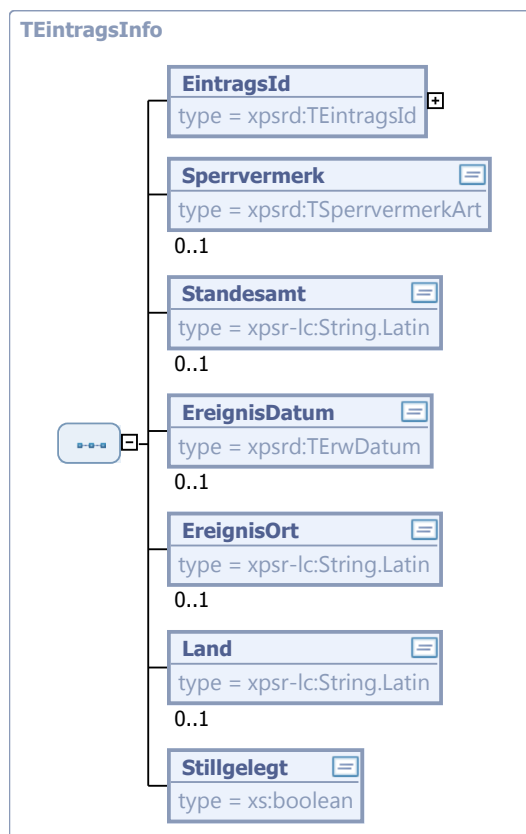 TEintragsInfo
EintragsId
type = xpsrd:TEintragsId
Sperrvermerk
type = xpsrd:TSperrvermerkArt
0..1
Standesamt
type = xpsr-lc:String.Latin
0..1
EreignisDatum
type = xpsrd:TErwDatum
0..1
EreignisOrt
type = xpsr-lc:String.Latin
0..1
Land
type = xpsr-lc:String.Latin
0..1
Stillgelegt
type = xs:boolean